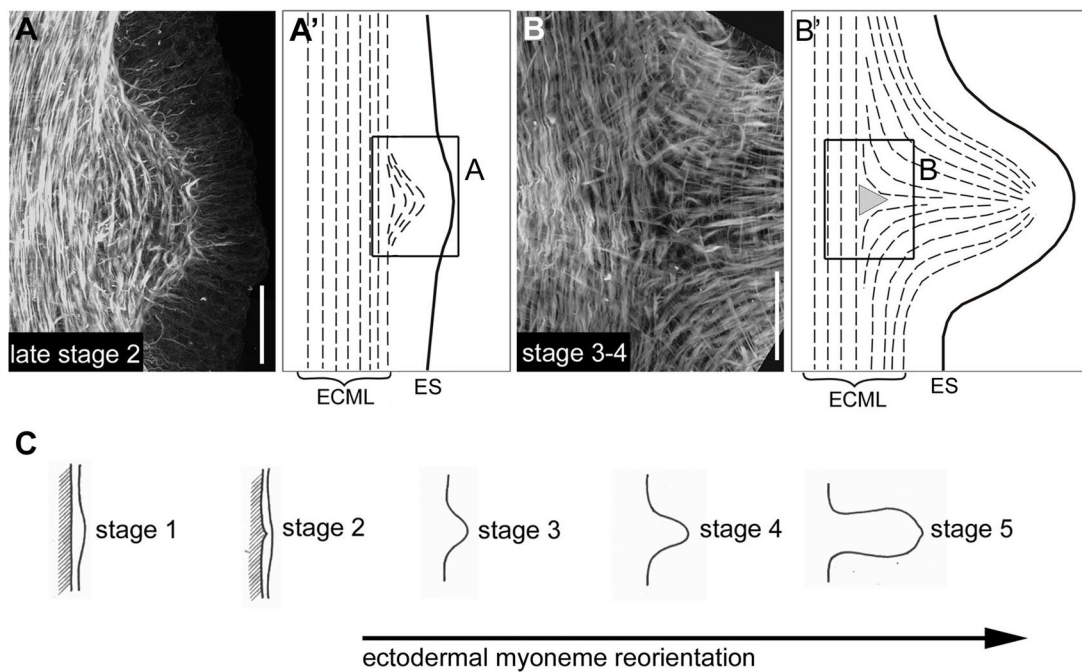 A
A'
B
B'
A
B
late stage 2
stage 3-4
ECML
ES
ECML
ES
C
stage 1
stage 2
stage 3
stage 4
stage 5
ectodermal myoneme reorientation